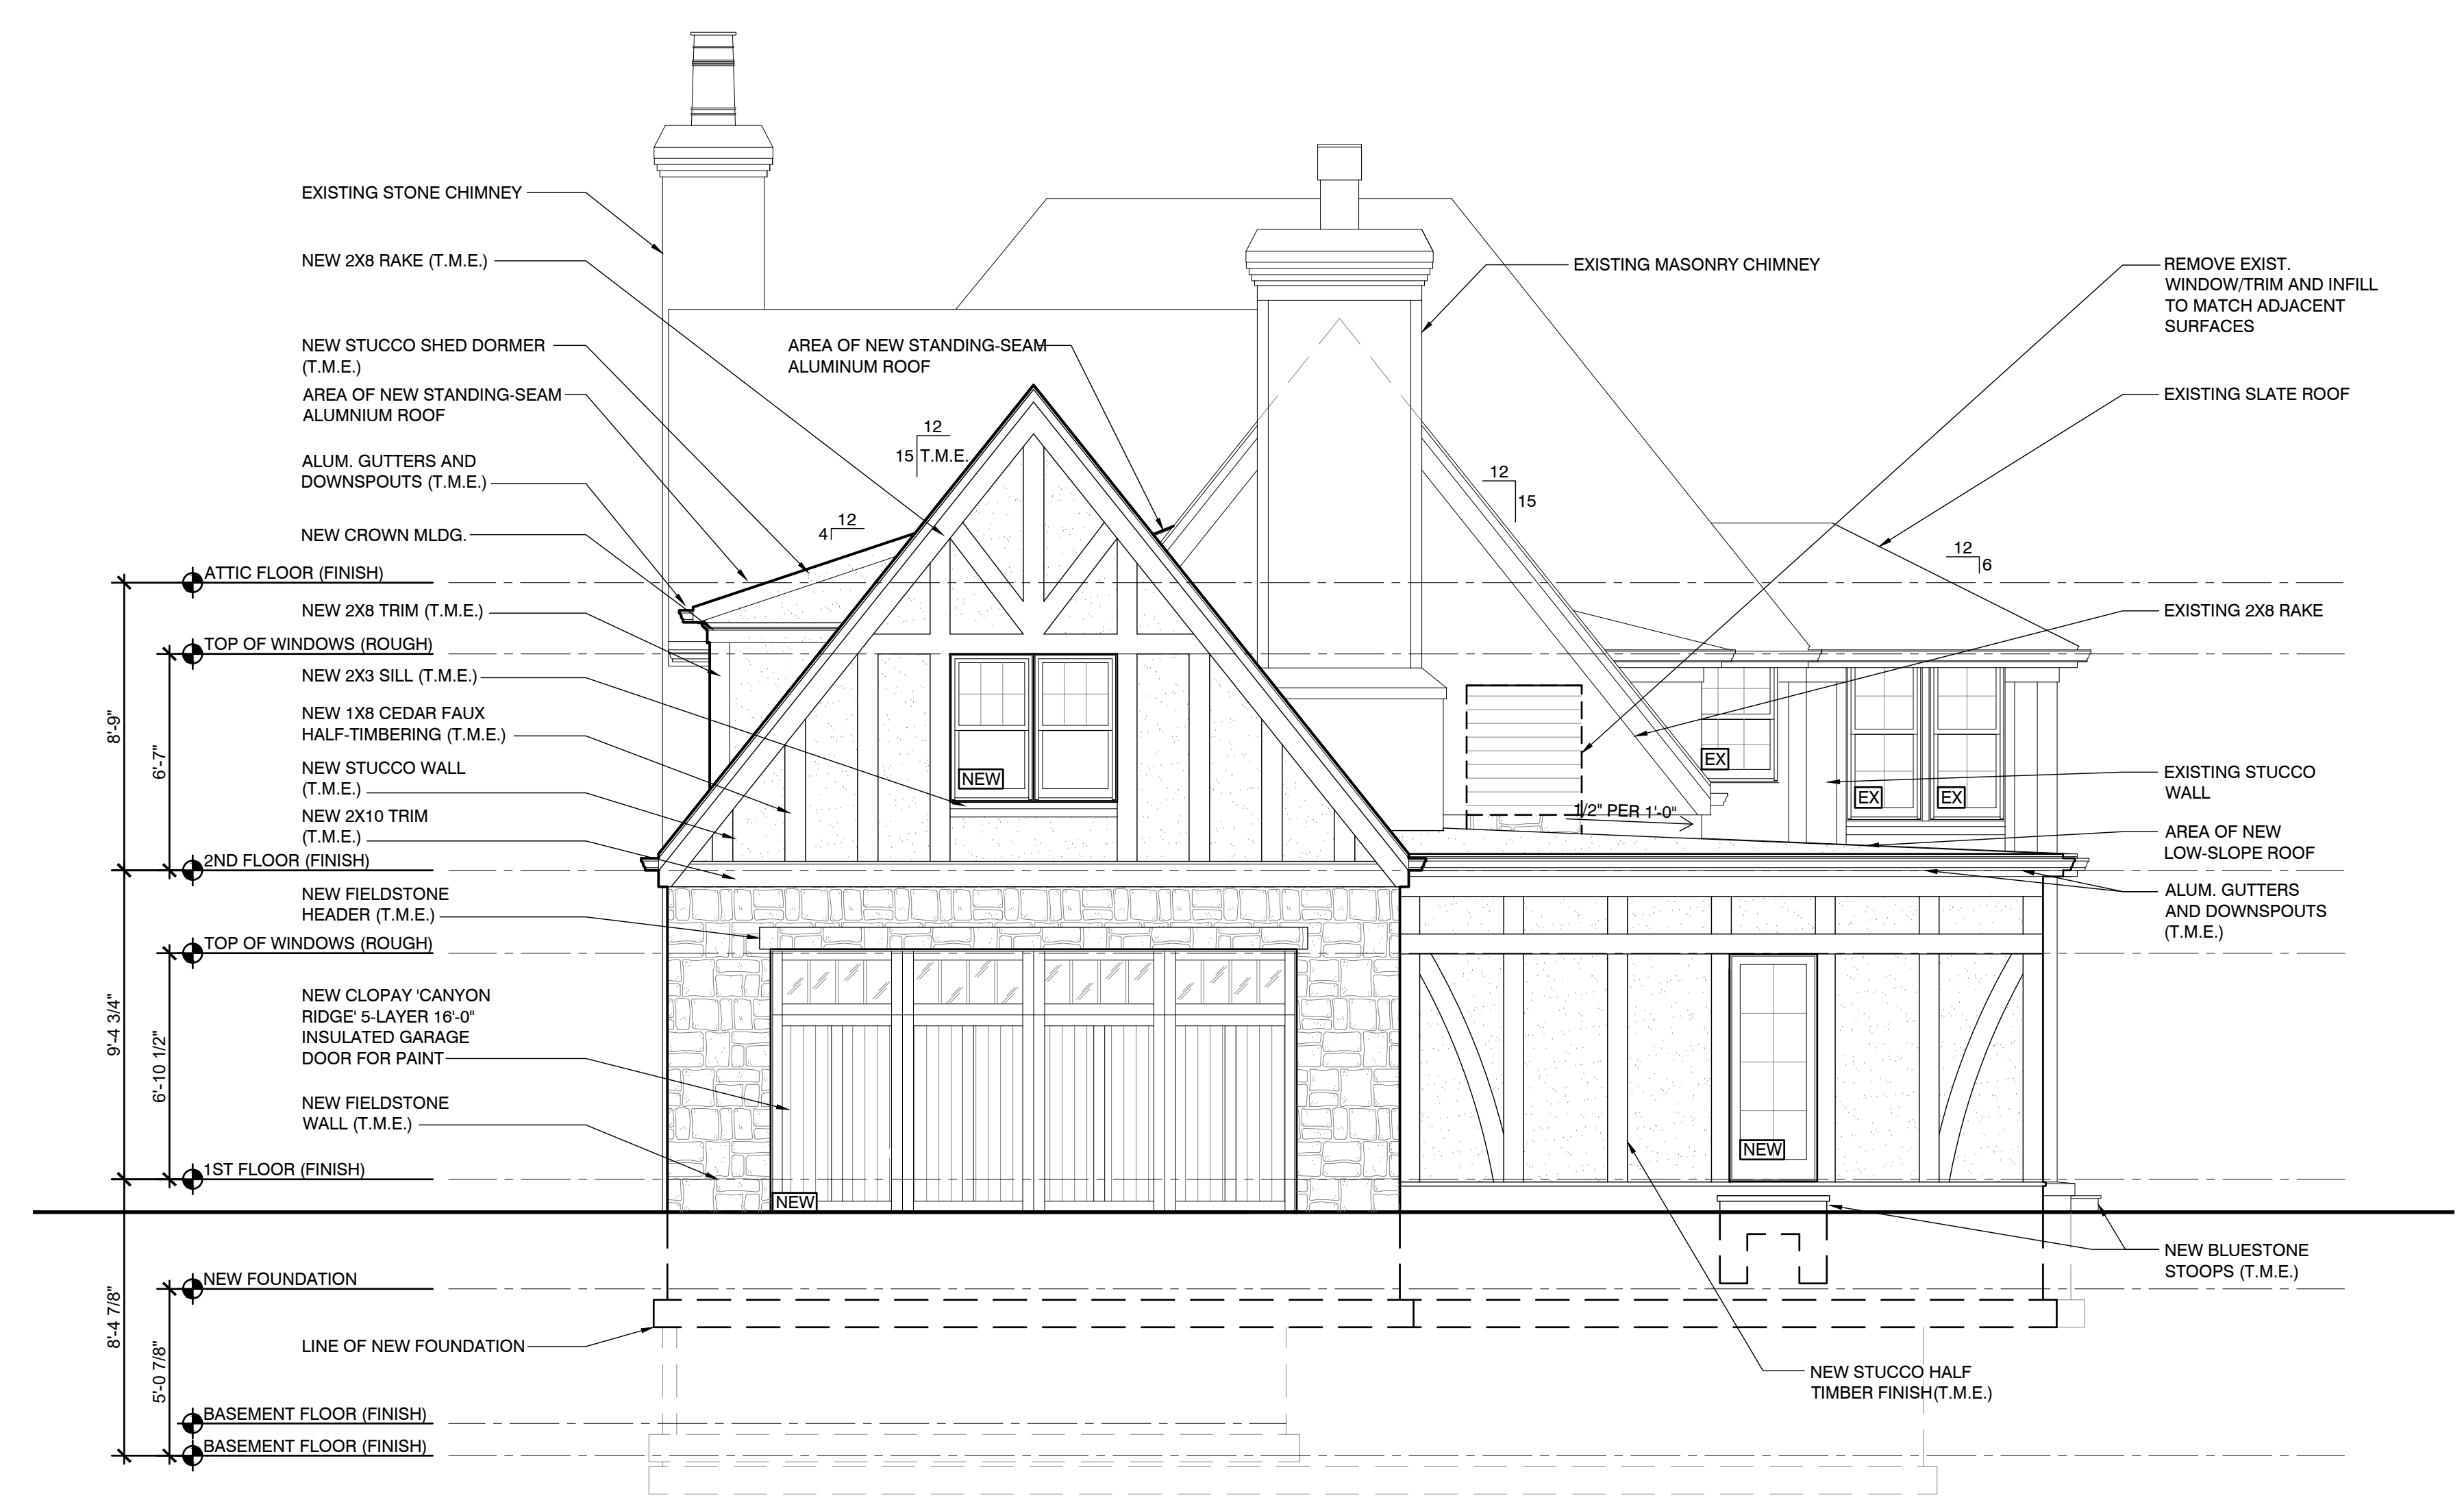 EXISTING STONE CHIMNEY
NEW 2X8 RAKE (T.M.E.)
NEW STUCCO SHED DORMER
(T.M.E.)
AREA OF NEW STANDING-SEAM
ALUMNIUM ROOF
ALUM. GUTTERS AND
DOWNSPOUTS (T.M.E.)
NEW CROWN MLDG.
ATTIC FLOOR (FINISH)
NEW 2X8 TRIM (T.M.E.)
TOP OF WINDOWS (ROUGH)
NEW 2X3 SILL (T.M.E.)
NEW 1X8 CEDAR FAUX
HALF-TIMBERING (T.M.E.)
NEW STUCCO WALL
(T.M.E.)
NEW 2X10 TRIM
(T.M.E.)
2ND FLOOR (FINISH)
NEW FIELDSTONE
HEADER (T.M.E.)
TOP OF WINDOWS (ROUGH)
NEW CLOPAY 'CANYON
RIDGE' 5-LAYER 16'-0"
INSULATED GARAGE
DOOR FOR PAINT
NEW FIELDSTONE
WALL (T.M.E.)
1ST FLOOR (FINISH)
NEW FOUNDATION
LINE OF NEW FOUNDATION
BASEMENT FLOOR (FINISH)
BASEMENT FLOOR (FINISH)
8'-9"
6'-7"
9'-4 3/4"
6'-10 1/2"
8'-4 7/8"
5'-0 7/8"
AREA OF NEW STANDING-SEAM
ALUMINUM ROOF
12
15 T.M.E.
12
4
12
15
12
6
NEW
EX
EX
EX
1/2" PER 1'-0"
NEW
NEW
EXISTING MASONRY CHIMNEY
REMOVE EXIST.
WINDOW/TRIM AND INFILL
TO MATCH ADJACENT
SURFACES
EXISTING SLATE ROOF
EXISTING 2X8 RAKE
EXISTING STUCCO
WALL
AREA OF NEW
LOW-SLOPE ROOF
ALUM. GUTTERS
AND DOWNSPOUTS
(T.M.E.)
NEW BLUESTONE
STOOPS (T.M.E.)
NEW STUCCO HALF
TIMBER FINISH(T.M.E.)